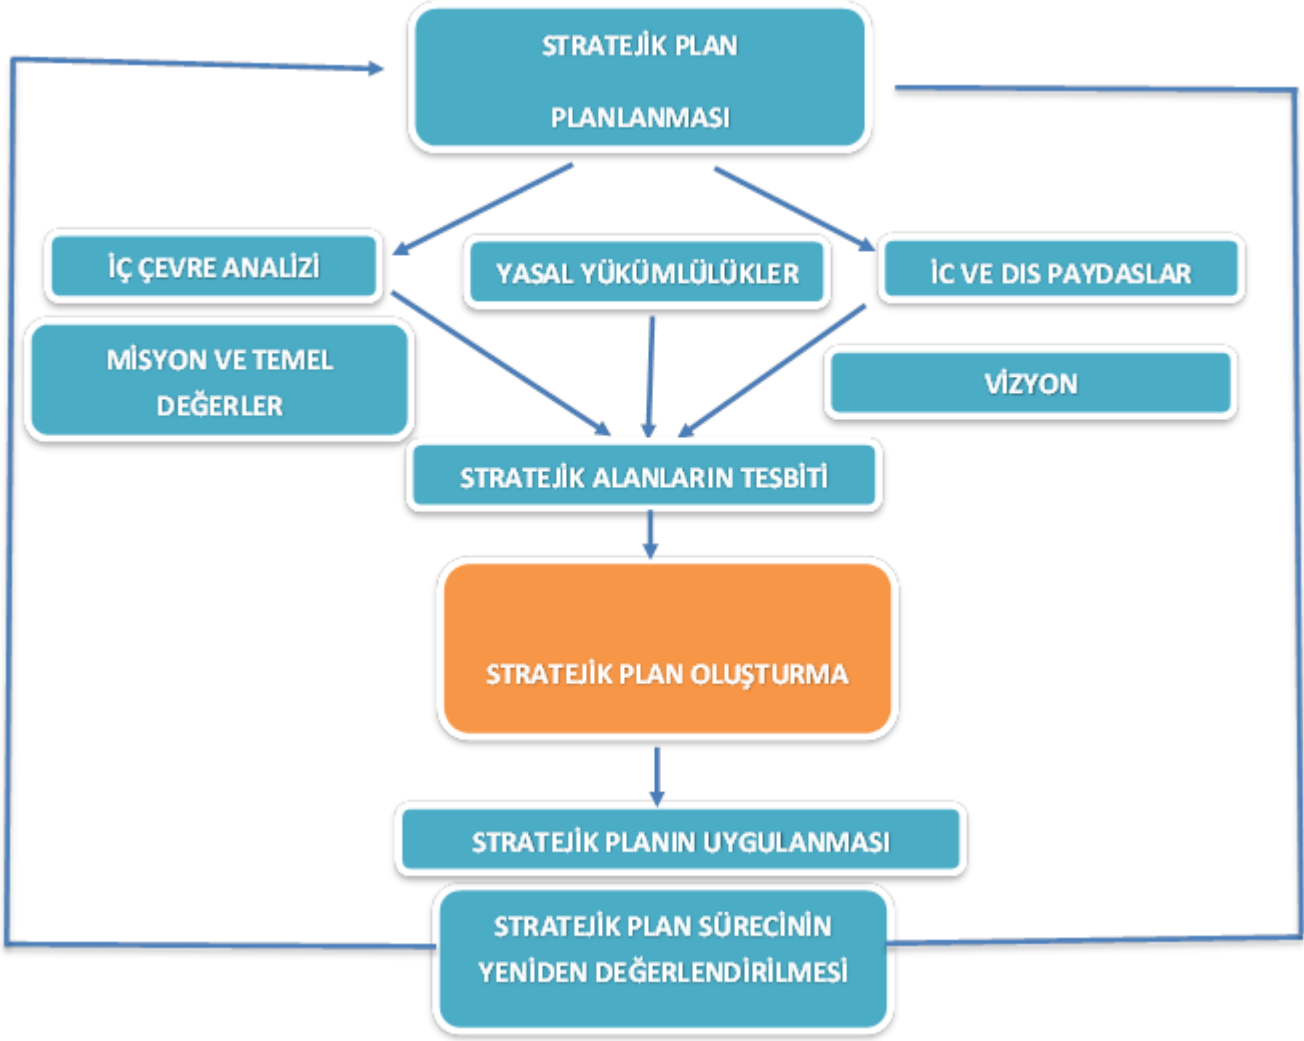 STRATEJİK PLAN
PLANLANMASI
İÇ ÇEVRE ANALİZİ
YASAL YÜKÜMLÜLÜKLER
İC VE DIS PAYDASLAR
MİSYON VE TEMEL
DEĞERLER
VİZYON
STRATEJİK ALANLARIN TESBİTİ
STRATEJİK PLAN OLUŞTURMA
STRATEJİK PLANIN UYGULANMASI
STRATEJİK PLAN SÜRECİNİN
YENİDEN DEĞERLENDİRİLMESİ